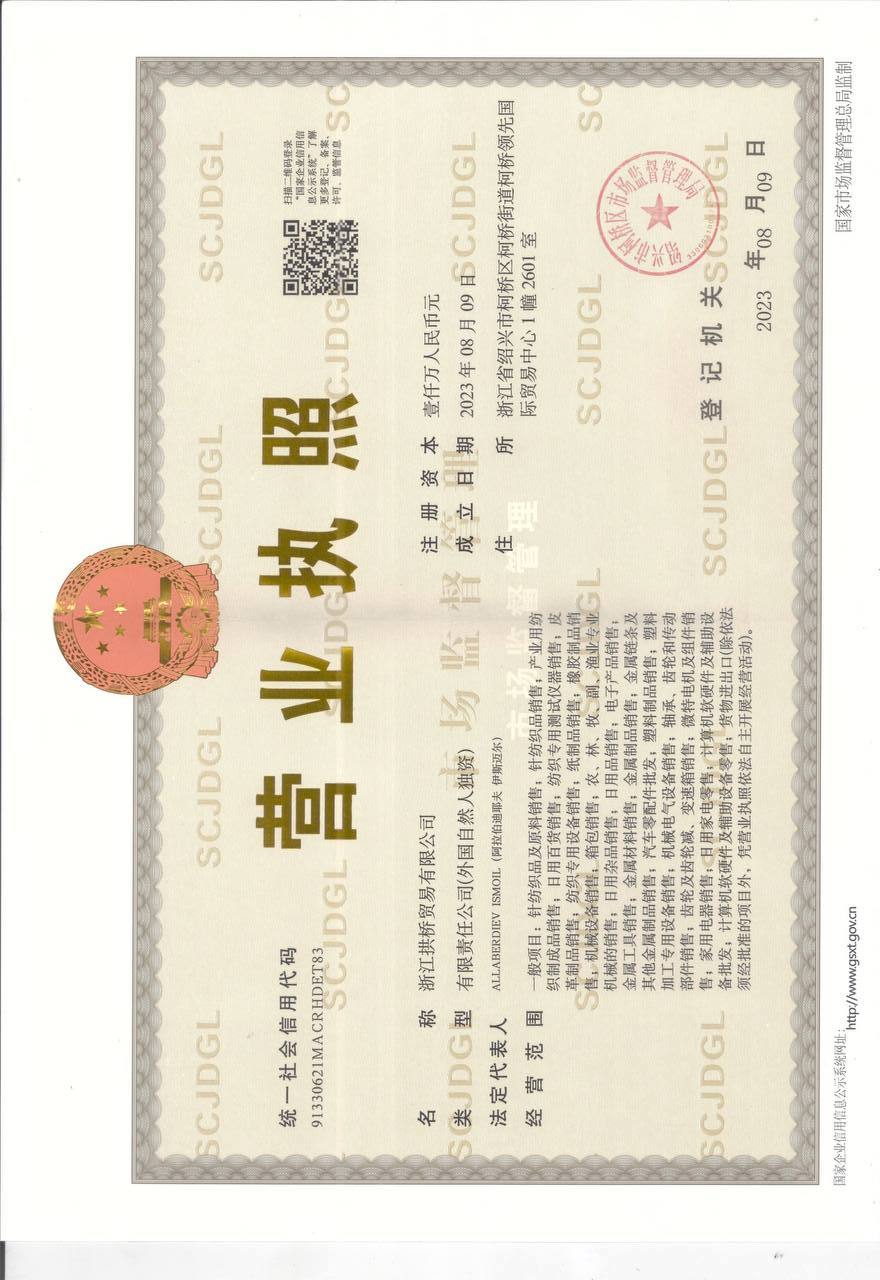 营业执照
统一社会信用代码
91330621MACRHDET83
扫描二维码登录
“国家企业信用信
息公示系统”了解
更多登记、备案、
许可、监管信息
名 称 浙江拱桥贸易有限公司
类 型 有限责任公司(外国自然人独资)
法定代表人 ALLABERDIEV ISMOIL (阿拉伯迪耶夫 伊斯迈尔)
经营范围 一般项目：针纺织品及原料销售；针纺织品销售；产业用纺
织制成品销售；日用百货销售；纺织专用测试仪器销售；皮
革制品销售；纺织专用设备销售；纸制品销售；橡胶制品销
售；机械设备销售；箱包销售；农、林、牧、副、渔业专业
机械的销售；日用杂品销售；日用品销售；电子产品销售；
金属工具销售；金属材料销售；金属制品销售；金属链条及
其他金属制品销售；汽车零配件批发；塑料制品销售；塑料
加工专用设备销售；机械电气设备销售；轴承、齿轮和传动
部件销售；齿轮及齿轮减、变速箱销售；微特电机及组件销
售；家用电器销售；日用家电零售；计算机软硬件及辅助设
备批发；计算机软硬件及辅助设备零售；货物进出口(除依法
须经批准的项目外，凭营业执照依法自主开展经营活动)。
注册资本 壹仟万人民币元
成立日期 2023 年 08 月 09 日
住 所 浙江省绍兴市柯桥区柯桥街道柯桥领先国
际贸易中心 1 幢 2601 室
登记机关
绍兴市柯桥区市场监督管理局
2023 年 08 月 09 日
国家企业信用信息公示系统网址：http://www.gsxt.gov.cn
国家市场监督管理总局监制
SCJDGL
市场监督管理